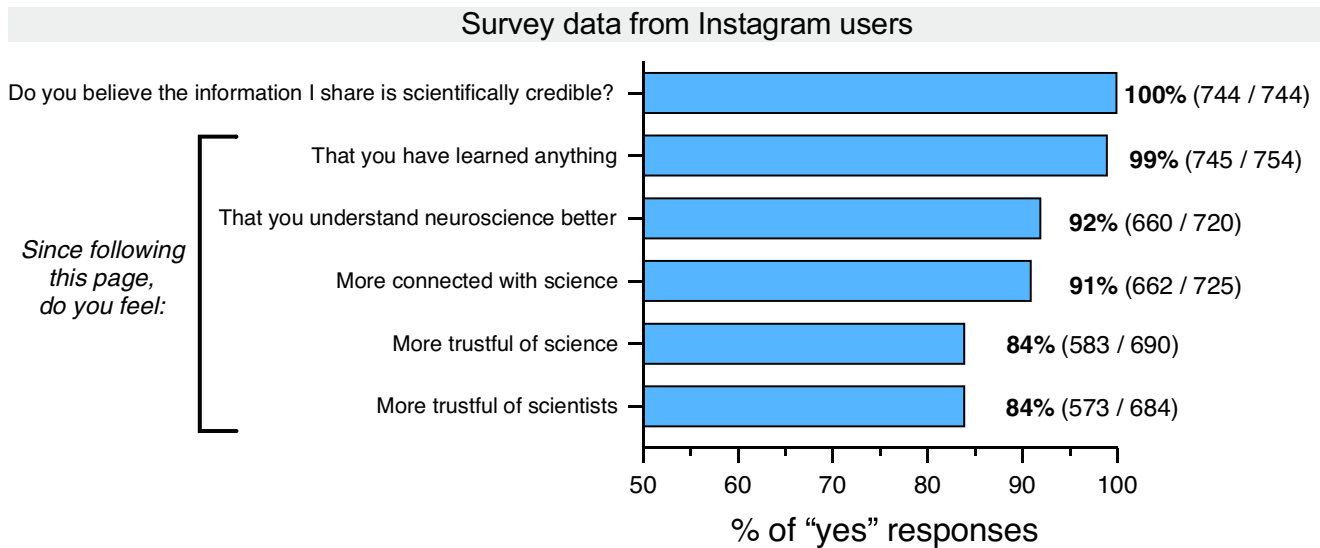 Survey data from Instagram users
Do you believe the information I share is scientifically credible?
100% (744 / 744)
Since following
this page,
do you feel:
That you have learned anything
99% (745 / 754)
That you understand neuroscience better
92% (660 / 720)
More connected with science
91% (662 / 725)
More trustful of science
84% (583 / 690)
More trustful of scientists
84% (573 / 684)
50 60 70 80 90 100
% of “yes” responses